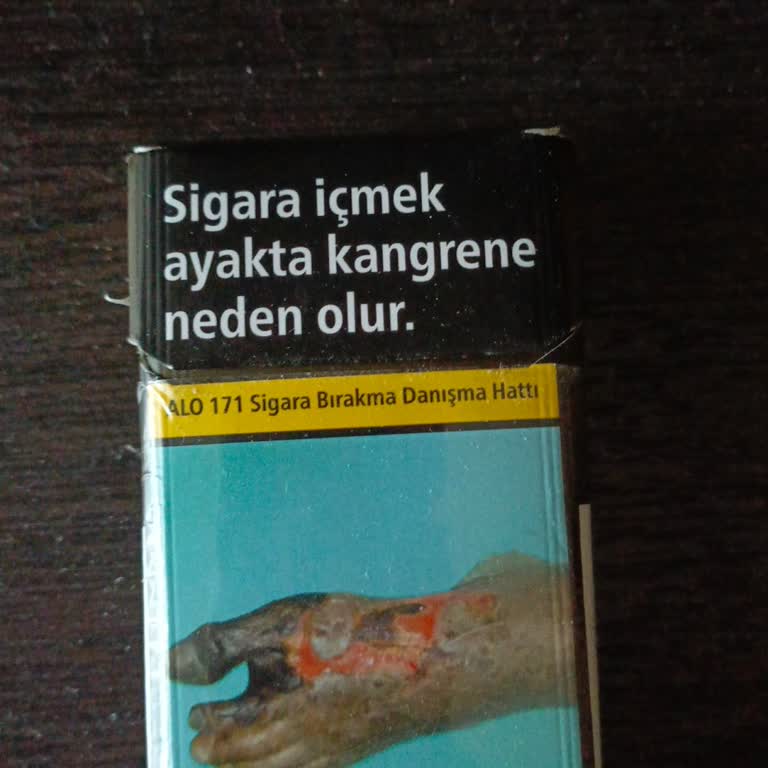 Sigara içmek
ayakta kangrene
neden olur.
ALO 171 Sigara Bırakma Danışma Hattı